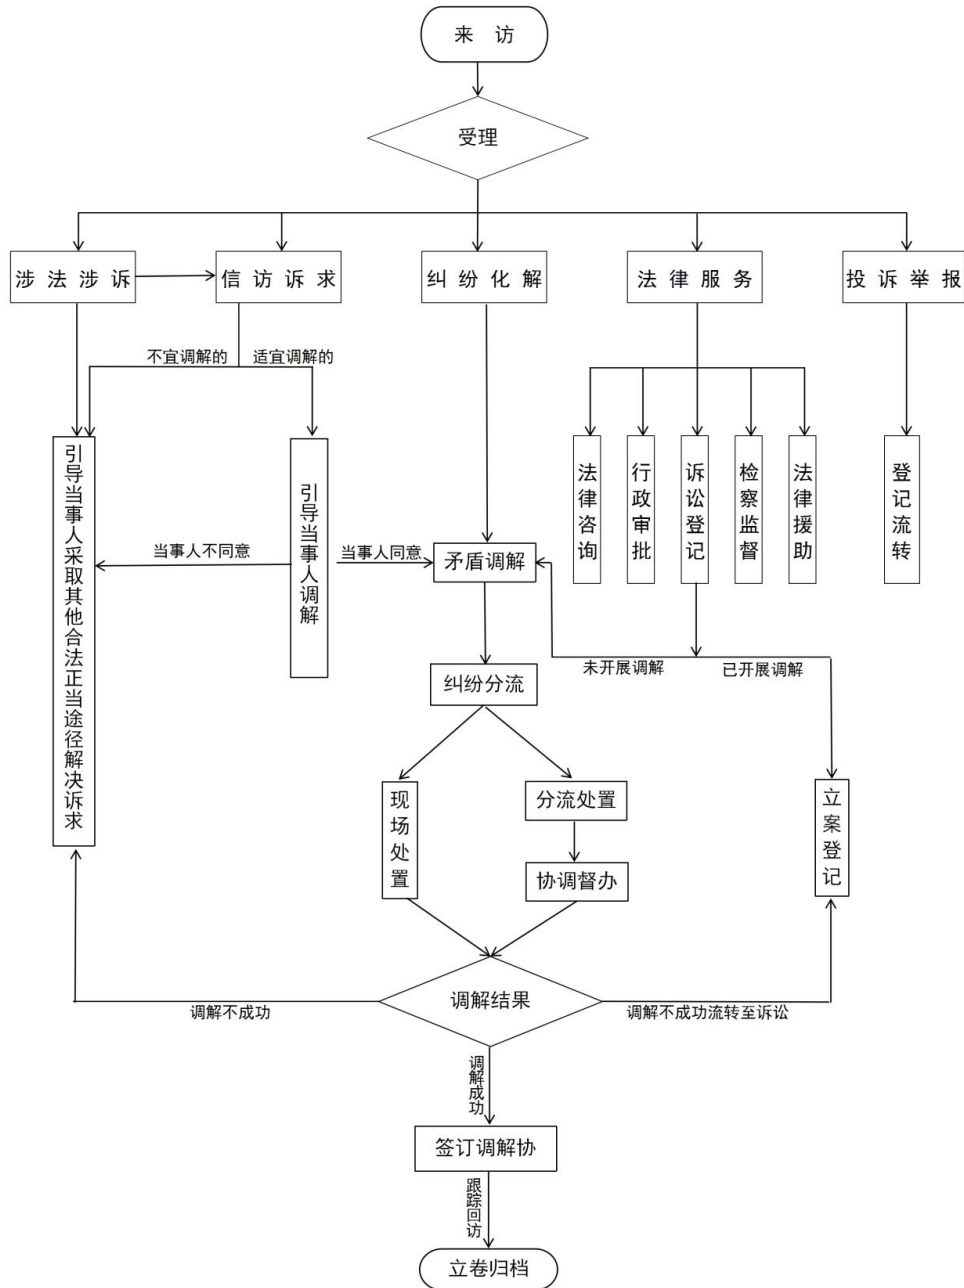 来 访
受理
涉 法 涉 诉
信 访 诉 求
纠 纷 化 解
法 律 服 务
投 诉 举 报
不宜调解的
适宜调解的
引导当事人采取其他合法正当途径解决诉求
引导当事人调解
法律咨询
行政审批
诉讼登记
检察监督
法律援助
登记流转
当事人不同意
当事人同意
矛盾调解
未开展调解
已开展调解
纠纷分流
现场处置
分流处置
立案登记
协调督办
调解结果
调解不成功
调解不成功流转至诉讼
调解成功
签订调解协
跟踪回访
立卷归档